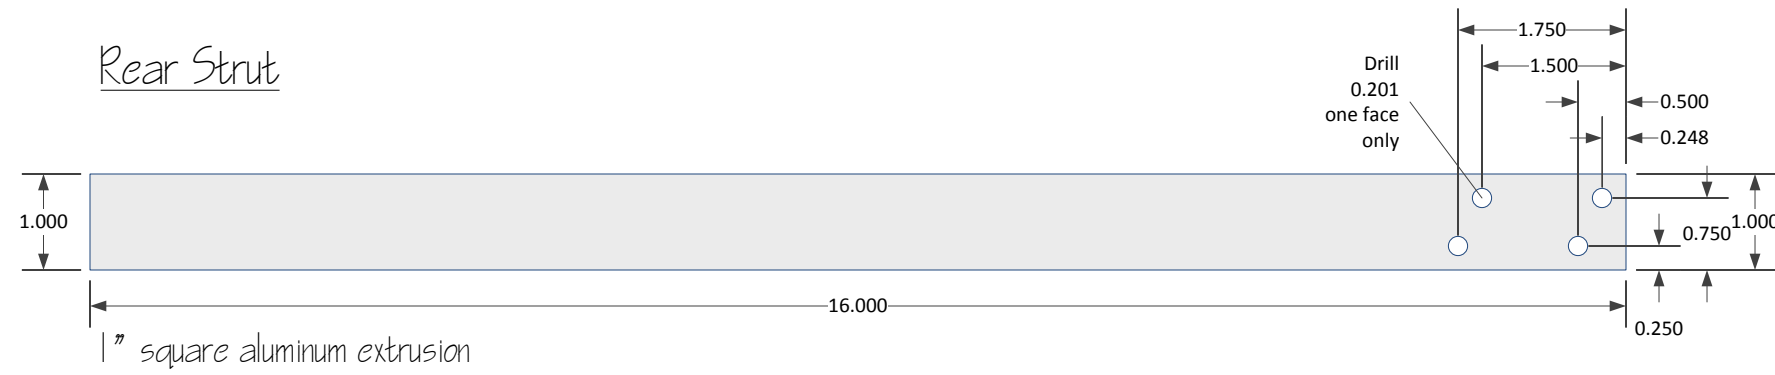 Rear Strut
1.750
Drill
0.201
one face
only
1.500
0.500
0.248
1.000
0.750
1.000
16.000
0.250
1" square aluminum extrusion